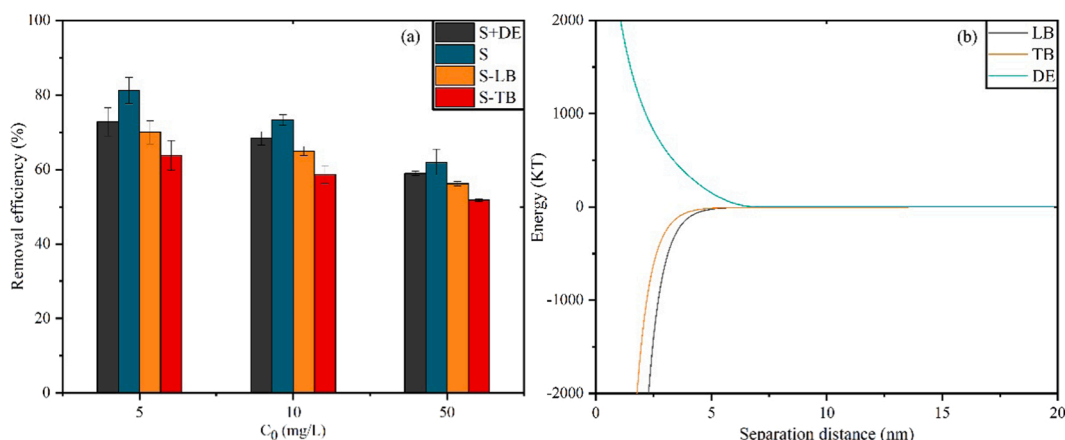 100
80
60
40
20
0
Removal efficiency (%)
(a)
S+DE
S
S-LB
S-TB
5
10
50
C0 (mg/L)
2000
1000
0
-1000
-2000
Energy (KT)
(b)
LB
TB
DE
0
5
10
15
20
Separation distance (nm)